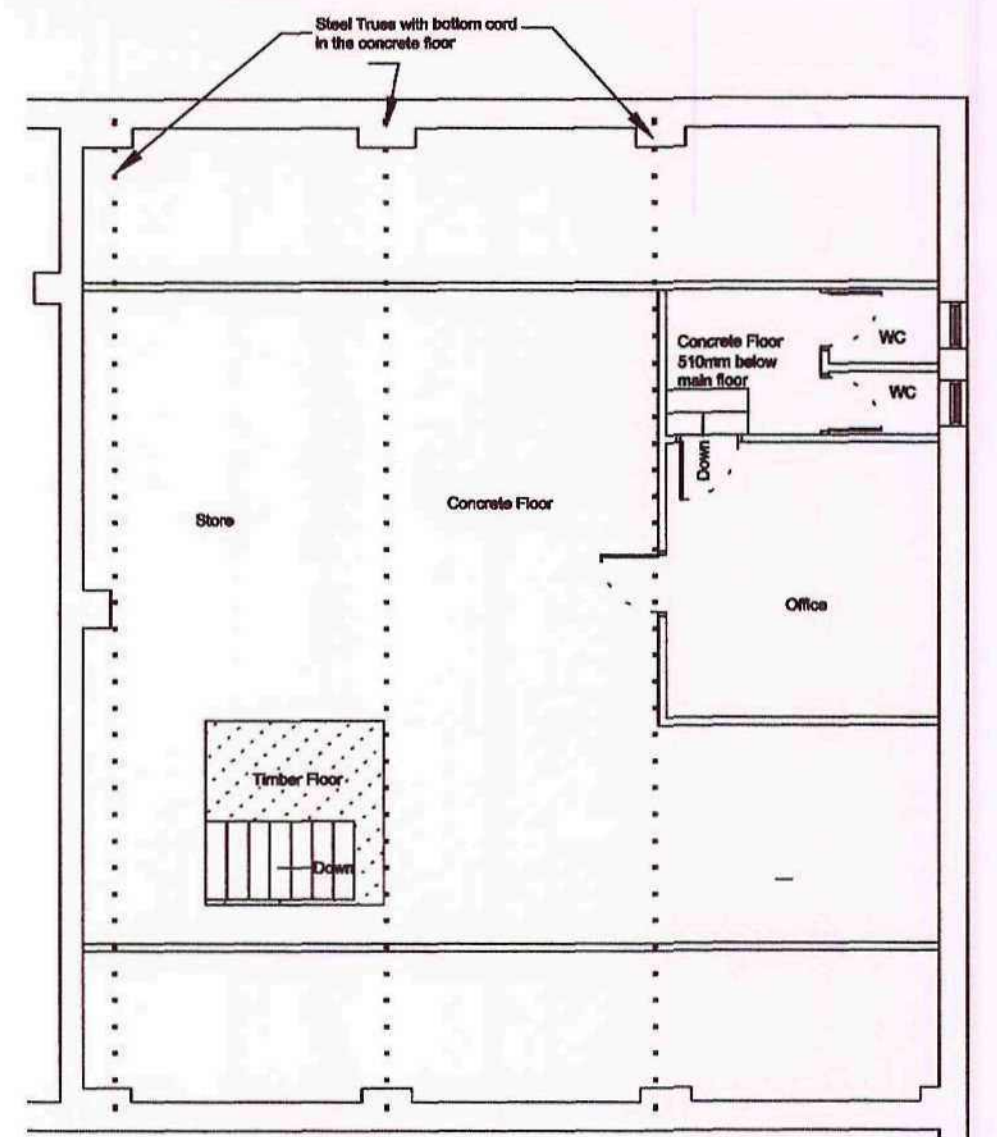 Steel Truss with bottom cord
in the concrete floor
Concrete Floor
510mm below
main floor
WC
WC
Down
Store
Concrete Floor
Office
Timber Floor
Down